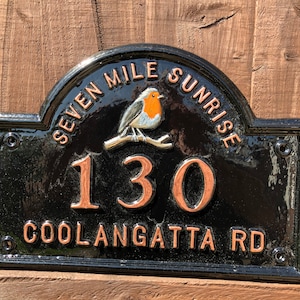 SEVEN MILE SUNRISE
130
COOLANGATTA RD